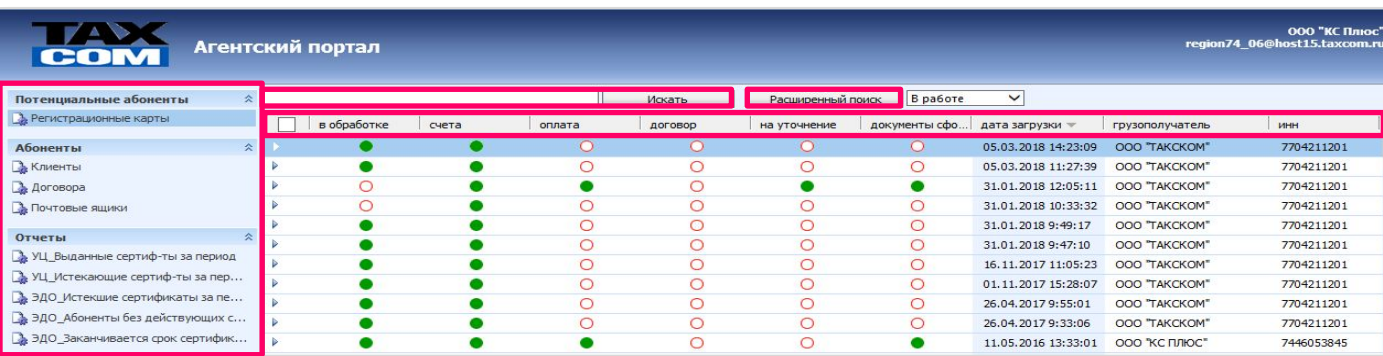 TAXCOM
Агентский портал
ООО "КС Плюс"
region74_06@host15.taxcom.ru
Потенциальные абоненты
Регистрационные карты
Абоненты
Клиенты
Договора
Почтовые ящики
Отчеты
УЦ_Выданные сертиф-ты за период
УЦ_Истекающие сертиф-ты за пер...
ЭДО_Истекшие сертификаты за пе...
ЭДО_Абоненты без действующих с...
ЭДО_Заканчивается срок сертифик...
Искать Расширенный поиск В работе
в обработке счета оплата договор на уточнение документы сфо... дата загрузки грузополучатель инн
05.03.2018 14:23:09 ООО "ТАКСКОМ" 7704211201
05.03.2018 11:27:39 ООО "ТАКСКОМ" 7704211201
31.01.2018 12:05:11 ООО "ТАКСКОМ" 7704211201
31.01.2018 10:33:32 ООО "ТАКСКОМ" 7704211201
31.01.2018 9:49:17 ООО "ТАКСКОМ" 7704211201
31.01.2018 9:47:10 ООО "ТАКСКОМ" 7704211201
16.11.2017 11:05:23 ООО "ТАКСКОМ" 7704211201
01.11.2017 15:28:07 ООО "ТАКСКОМ" 7704211201
26.04.2017 9:55:01 ООО "ТАКСКОМ" 7704211201
26.04.2017 9:33:06 ООО "ТАКСКОМ" 7704211201
11.05.2016 13:33:01 ООО "КС ПЛЮС" 7446053845